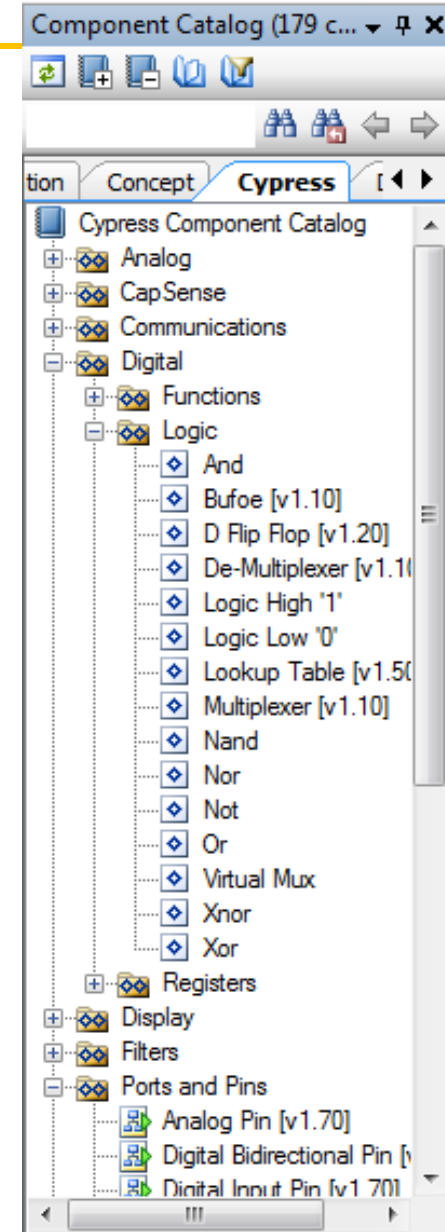 Component Catalog (179 c...
tion Concept Cypress
Cypress Component Catalog
Analog
CapSense
Communications
Digital
Functions
Logic
And
Bufoe [v1.10]
D Flip Flop [v1.20]
De-Multiplexer [v1.1
Logic High '1'
Logic Low '0'
Lookup Table [v1.5
Multiplexer [v1.10]
Nand
Nor
Not
Or
Virtual Mux
Xnor
Xor
Registers
Display
Filters
Ports and Pins
Analog Pin [v1.70]
Digital Bidirectional Pin [
Digital Input Pin [v1.70]